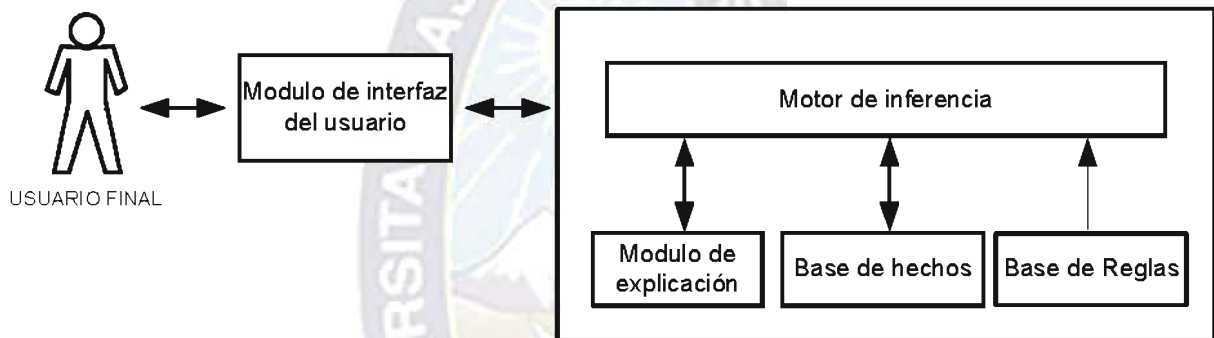 Modulo de interfaz
del usuario
USUARIO FINAL
Motor de inferencia
Modulo de
explicación
Base de hechos
Base de Reglas